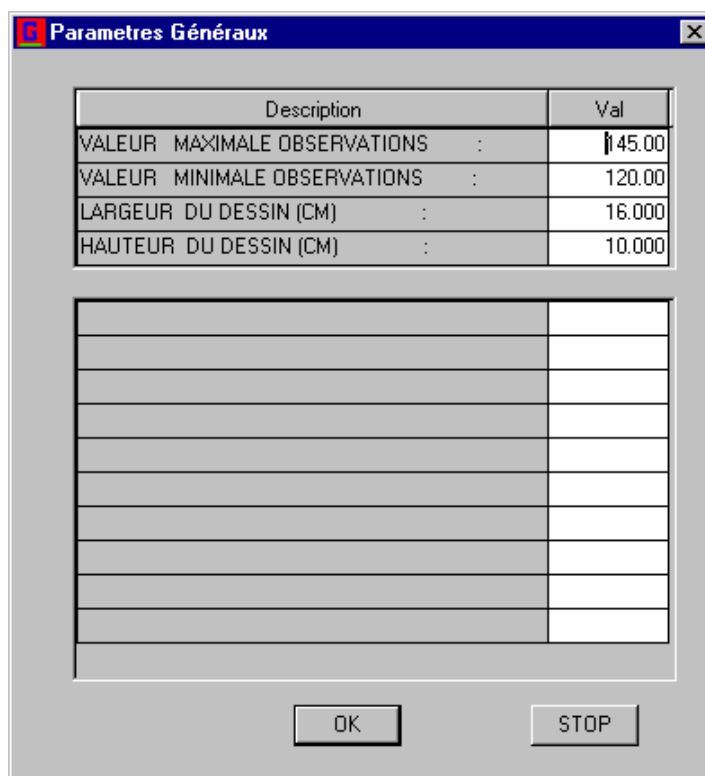 G Parametres Généraux
Description Val
VALEUR MAXIMALE OBSERVATIONS : 145.00
VALEUR MINIMALE OBSERVATIONS : 120.00
LARGEUR DU DESSIN (CM) : 16.000
HAUTEUR DU DESSIN (CM) : 10.000
OK STOP